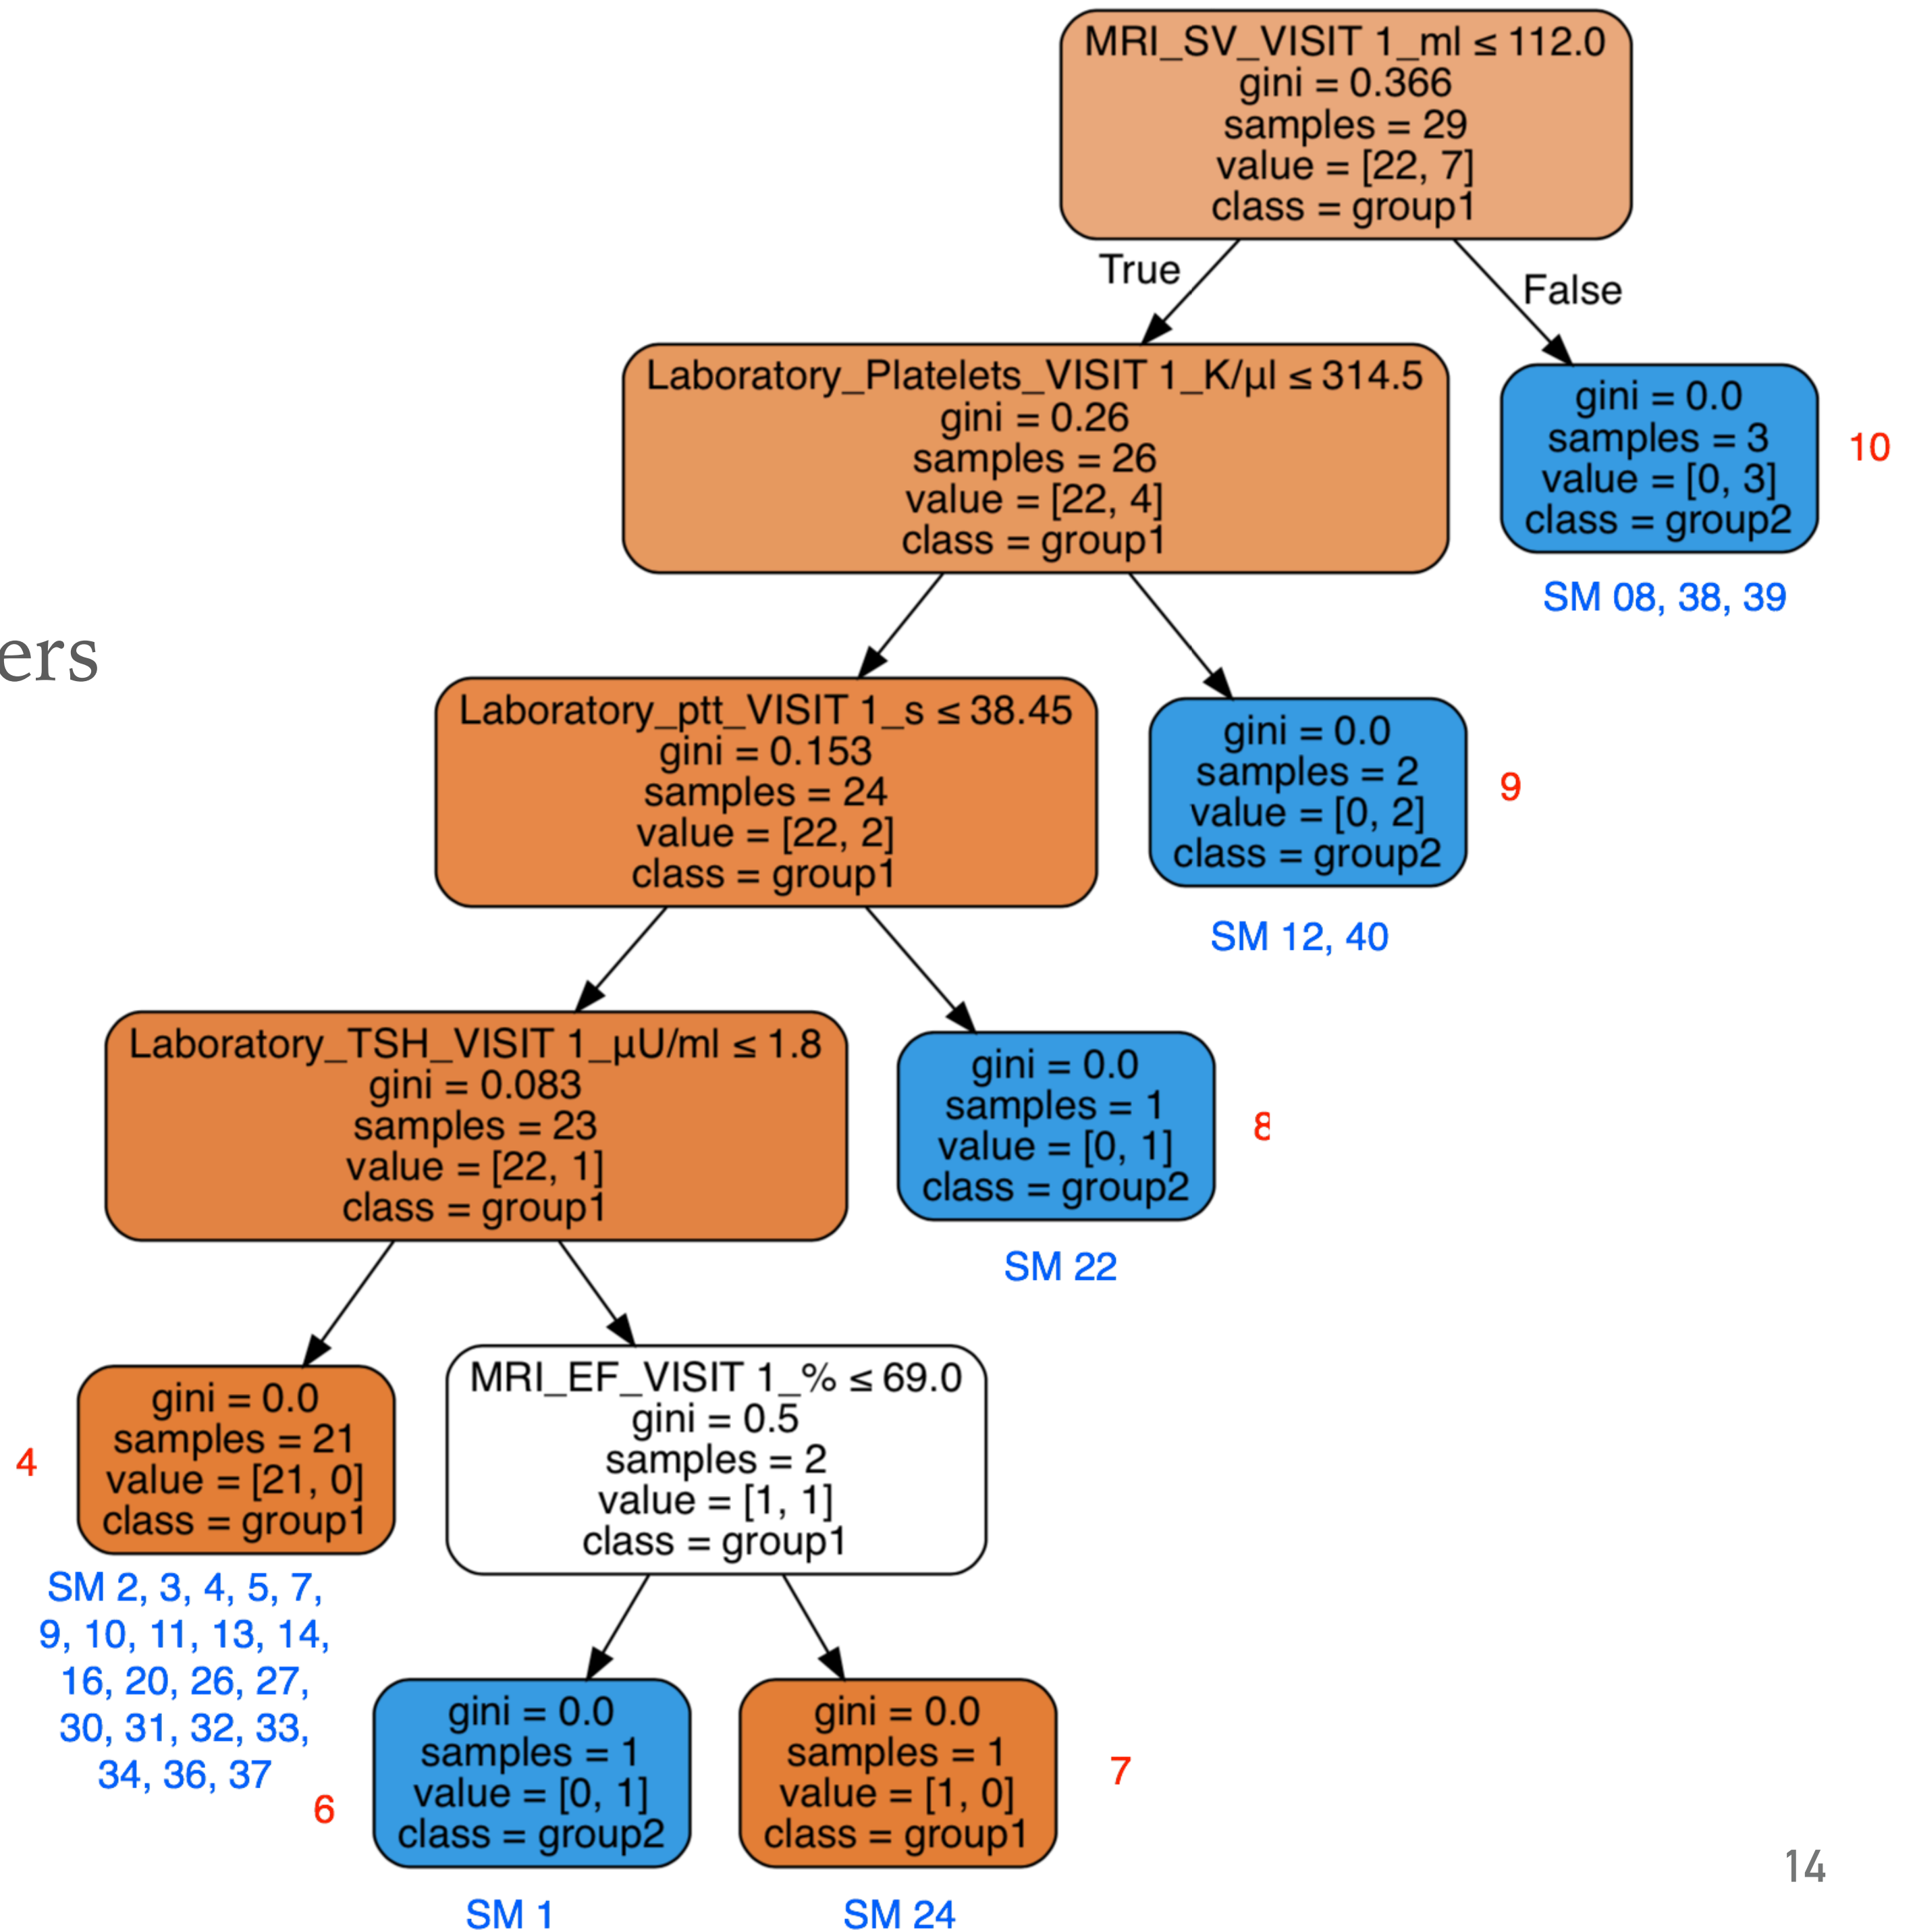 MRI_SV_VISIT 1_ml ≤ 112.0
gini = 0.366
samples = 29
value = [22, 7]
class = group1
True
False
Laboratory_Platelets_VISIT 1_K/µl ≤ 314.5
gini = 0.26
samples = 26
value = [22, 4]
class = group1
gini = 0.0
samples = 3
value = [0, 3]
class = group2
10
SM 08, 38, 39
ers
Laboratory_ptt_VISIT 1_s ≤ 38.45
gini = 0.153
samples = 24
value = [22, 2]
class = group1
gini = 0.0
samples = 2
value = [0, 2]
class = group2
9
SM 12, 40
Laboratory_TSH_VISIT 1_µU/ml ≤ 1.8
gini = 0.083
samples = 23
value = [22, 1]
class = group1
gini = 0.0
samples = 1
value = [0, 1]
class = group2
8
SM 22
4
gini = 0.0
samples = 21
value = [21, 0]
class = group1
SM 2, 3, 4, 5, 7,
9, 10, 11, 13, 14,
16, 20, 26, 27,
30, 31, 32, 33,
34, 36, 37
MRI_EF_VISIT 1_% ≤ 69.0
gini = 0.5
samples = 2
value = [1, 1]
class = group1
6
gini = 0.0
samples = 1
value = [0, 1]
class = group2
SM 1
gini = 0.0
samples = 1
value = [1, 0]
class = group1
7
SM 24
14